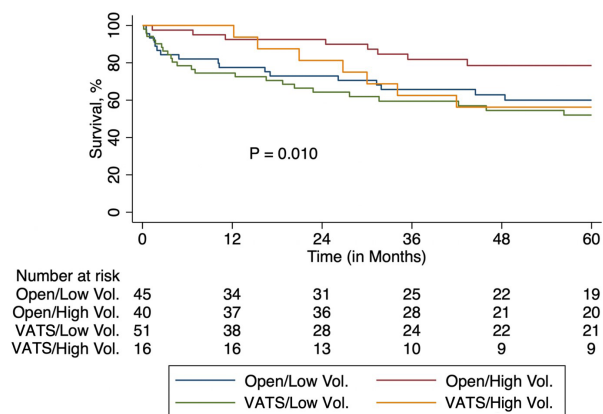 100
80
60
40
20
0
Survival, %
P = 0.010
0 12 24 36 48 60
Time (in Months)
Number at risk
Open/Low Vol. 45 34 31 25 22 19
Open/High Vol. 40 37 36 28 21 20
VATS/Low Vol. 51 38 28 24 22 21
VATS/High Vol. 16 16 13 10 9 9
Open/Low Vol. Open/High Vol.
VATS/Low Vol. VATS/High Vol.